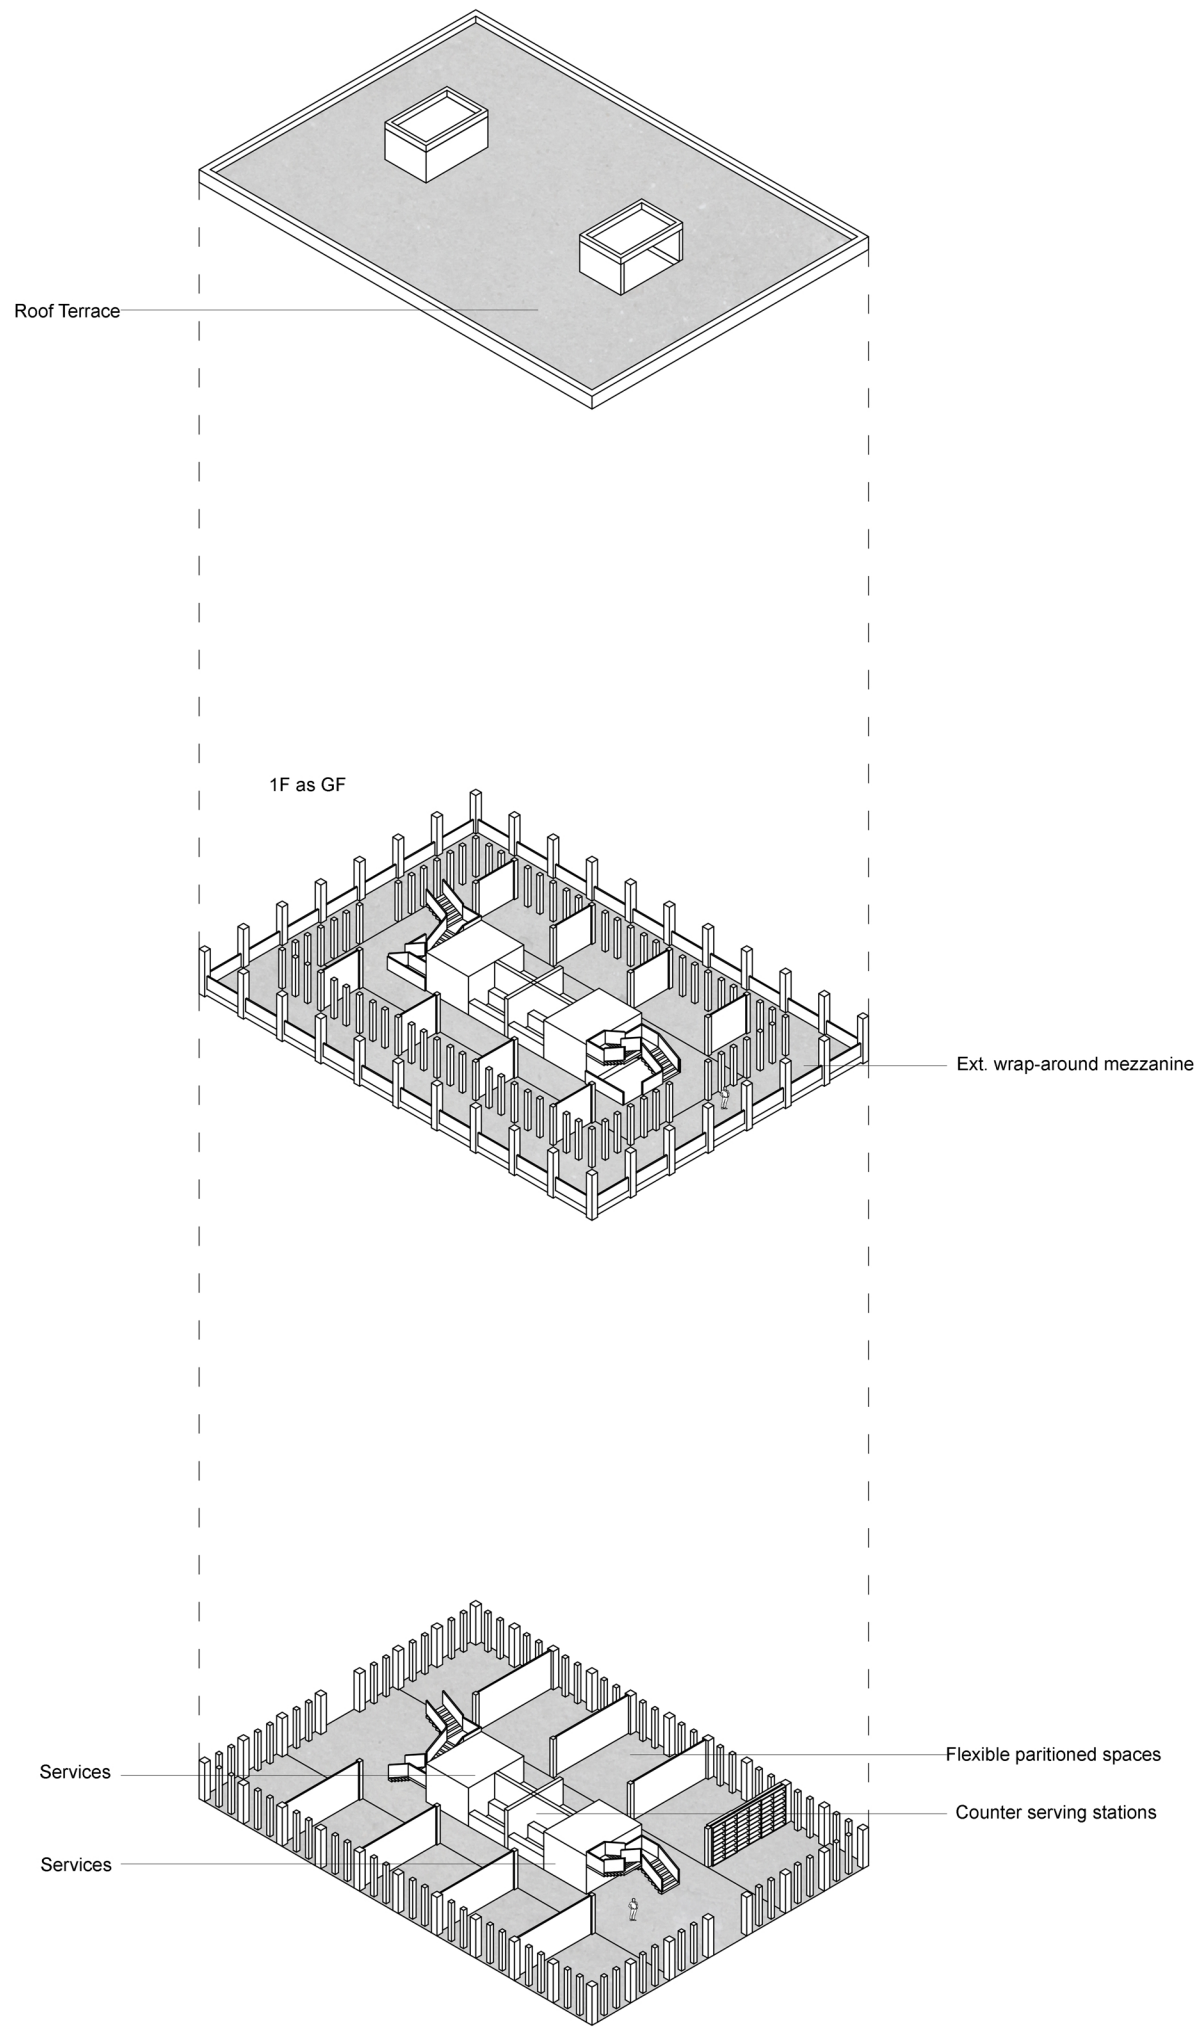 Roof Terrace
1F as GF
Ext. wrap-around mezzanine
Flexible paritioned spaces
Services
Counter serving stations
Services